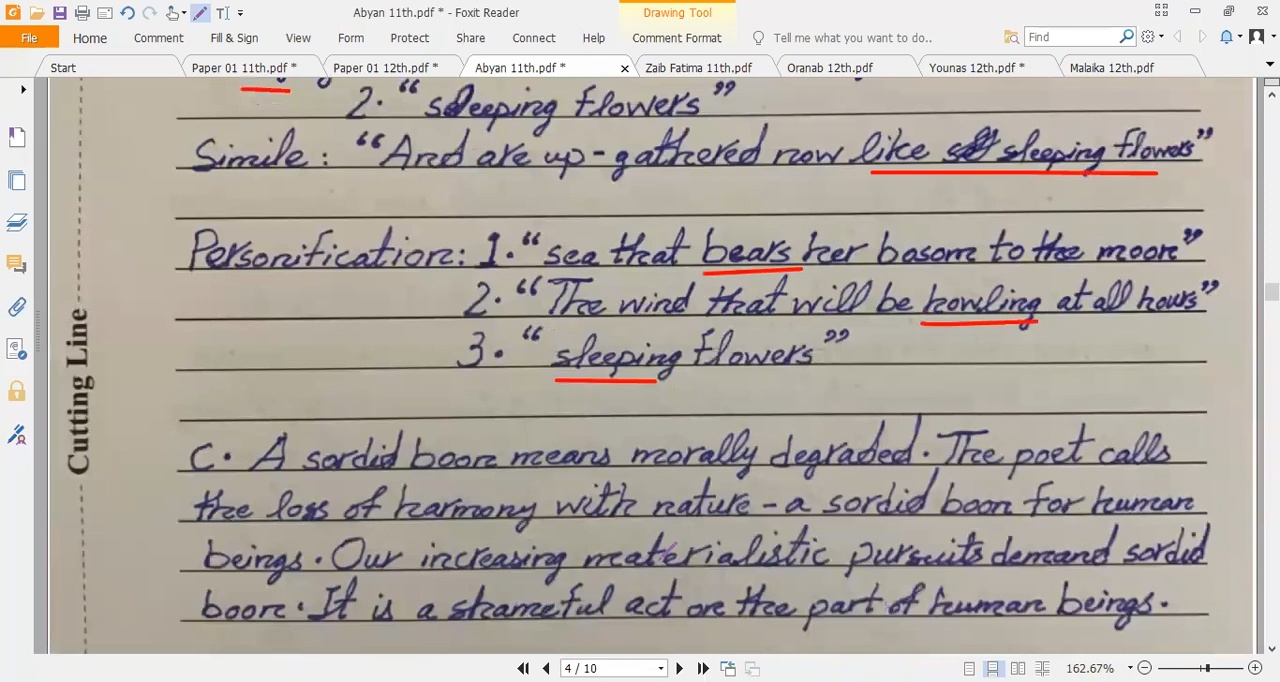 Abyan 11th.pdf * - Foxit Reader
Drawing Tool
File Home Comment Fill & Sign View Form Protect Share Connect Help Comment Format Tell me what you want to do.. Find
Start Paper 01 11th.pdf * Paper 01 12th.pdf * Abyan 11th.pdf * Zaib Fatima 11th.pdf Oranab 12th.pdf Younas 12th.pdf * Malaika 12th.pdf
2. "sleeping flowers"
Simile: "And are up-gathered now like sleeping flowers"
Personification: 1. "sea that bears her bosom to the moon"
2. "The wind that will be howling at all hours"
3. "sleeping flowers"
Cutting Line
C. A sordid boon means morally degraded. The poet calls
the loss of harmony with nature - a sordid boon for human
beings. Our increasing materialistic pursuits demand sordid
boon. It is a shameful act on the part of human beings.
4 / 10
162.67%